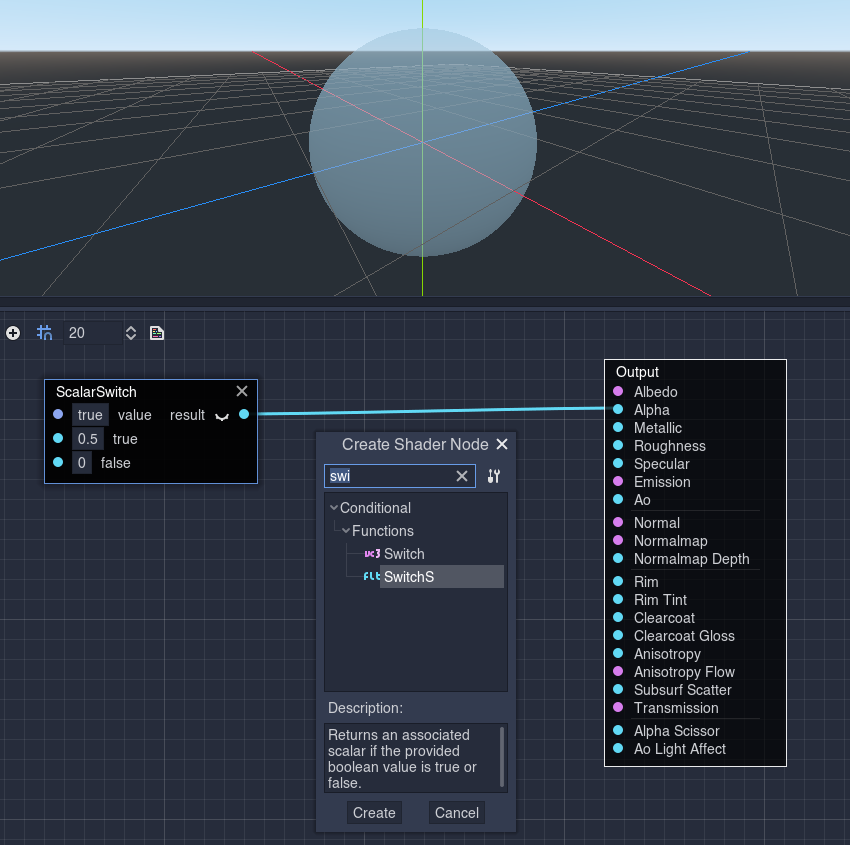 20
ScalarSwitch
true value result
0.5 true
0 false
Create Shader Node
swi
Conditional
Functions
vc3 Switch
flt SwitchS
Description:
Returns an associated
scalar if the provided
boolean value is true or
false.
Create Cancel
Output
Albedo
Alpha
Metallic
Roughness
Specular
Emission
Ao
Normal
Normalmap
Normalmap Depth
Rim
Rim Tint
Clearcoat
Clearcoat Gloss
Anisotropy
Anisotropy Flow
Subsurf Scatter
Transmission
Alpha Scissor
Ao Light Affect